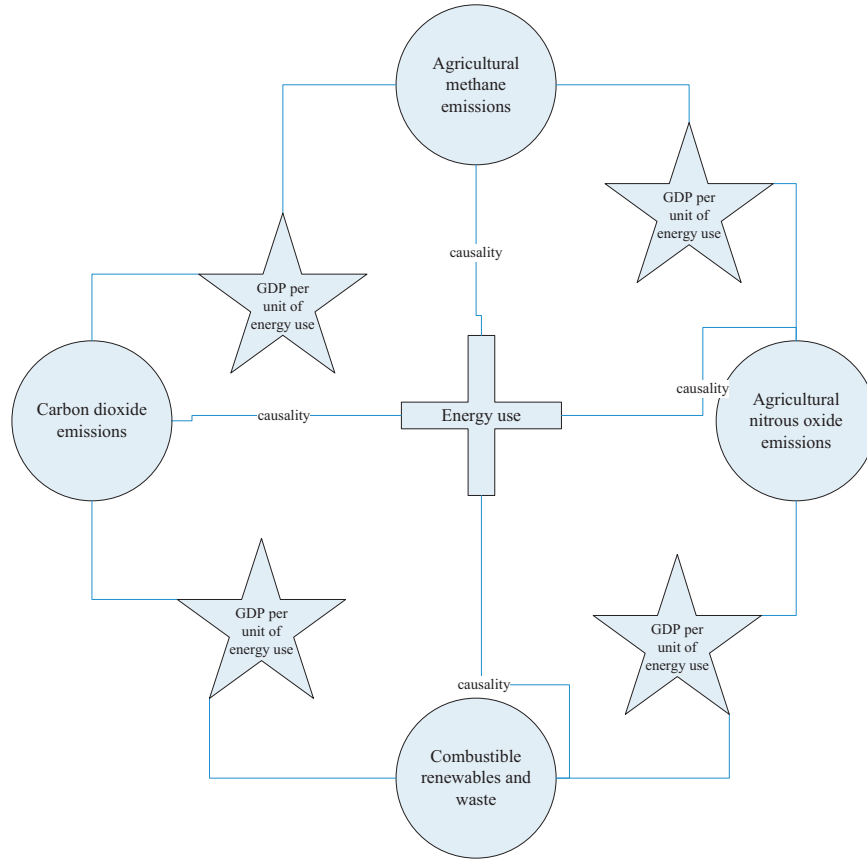 Agricultural
methane
emissions
GDP per
unit of
energy use
causality
GDP per
unit of
energy use
Carbon dioxide
emissions
causality
Energy use
causality
Agricultural
nitrous oxide
emissions
GDP per
unit of
energy use
GDP per
unit of
energy use
causality
Combustible
renewables and
waste